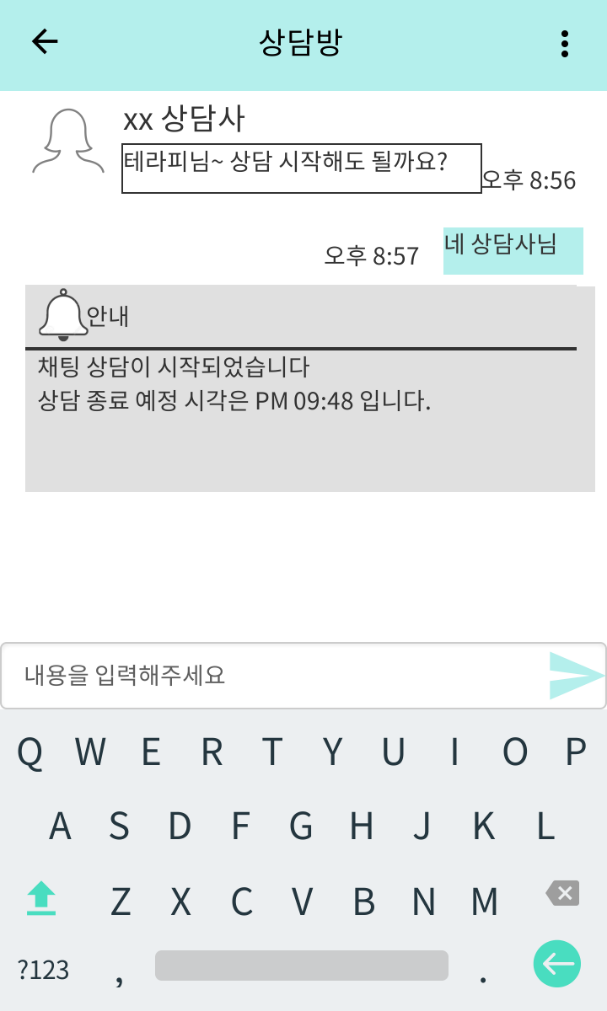 상담방
xx 상담사
테라피님~ 상담 시작해도 될까요?
오후 8:56
오후 8:57
네 상담사님
안내
채팅 상담이 시작되었습니다
상담 종료 예정 시각은 PM 09:48 입니다.
내용을 입력해주세요
Q W E R T Y U I O P
A S D F G H J K L
Z X C V B N M
?123 , .